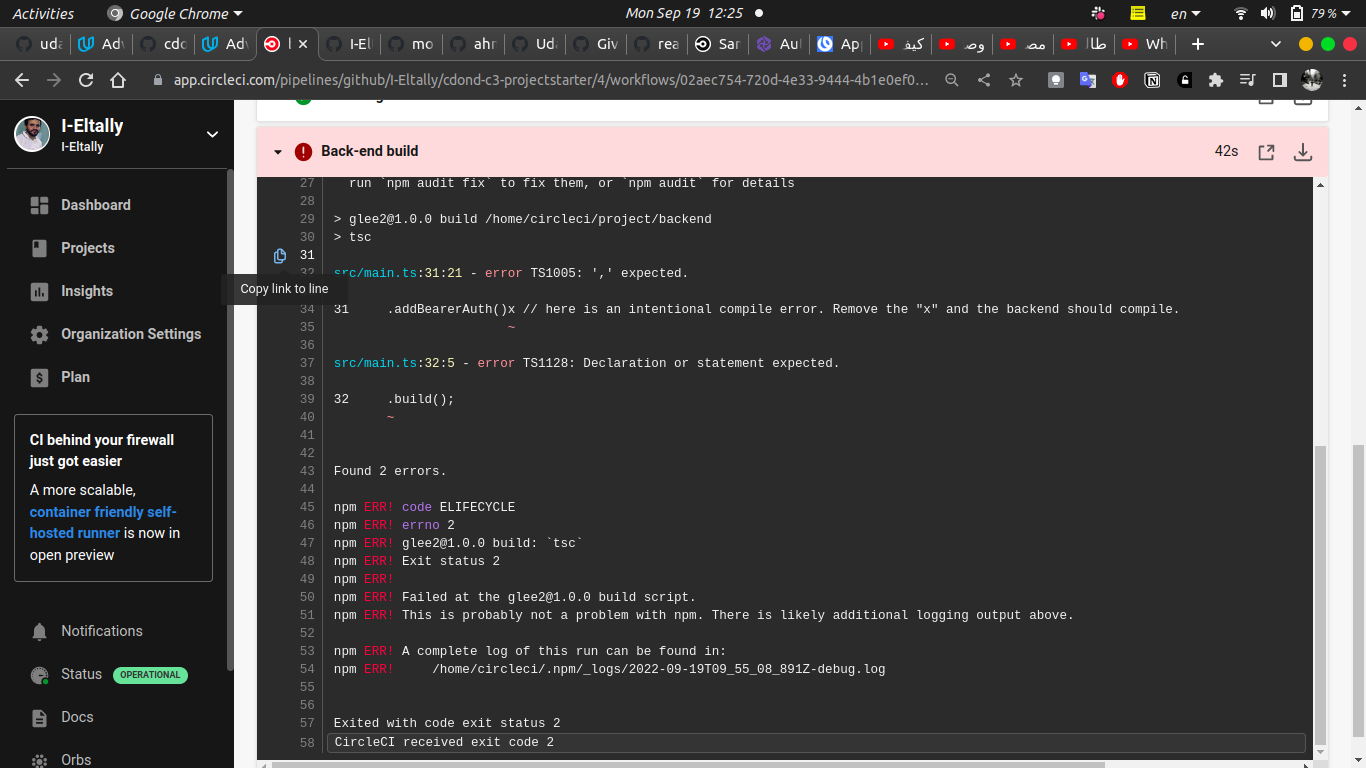 Activities
Google Chrome
Mon Sep 19 12:25
en
79 %
uda
Adv
cdc
Adv
I-El
mo
ahr
Uda
Giv
rea
Sar
Au
App
كيف
وص
مص
طال
Wh
app.circleci.com/pipelines/github/I-Eltally/cdond-c3-projectstarter/4/workflows/02aec754-720d-4e33-9444-4b1e0ef0...
I-Eltally
I-Eltally
Dashboard
Projects
Insights
Organization Settings
Plan
CI behind your firewall
just got easier
A more scalable,
container friendly self-
hosted runner is now in
open preview
Notifications
Status OPERATIONAL
Docs
Orbs
Back-end build
42s
27 run `npm audit fix` to fix them, or `npm audit` for details
28
29 > glee2@1.0.0 build /home/circleci/project/backend
30 > tsc
31
32 src/main.ts:31:21 - error TS1005: ',' expected.
Copy link to line
34 31     .addBearerAuth()x // here is an intentional compile error. Remove the "x" and the backend should compile.
35 ~
36
37 src/main.ts:32:5 - error TS1128: Declaration or statement expected.
38
39 32     .build();
40 ~
41
42
43 Found 2 errors.
44
45 npm ERR! code ELIFECYCLE
46 npm ERR! errno 2
47 npm ERR! glee2@1.0.0 build: `tsc`
48 npm ERR! Exit status 2
49 npm ERR!
50 npm ERR! Failed at the glee2@1.0.0 build script.
51 npm ERR! This is probably not a problem with npm. There is likely additional logging output above.
52
53 npm ERR! A complete log of this run can be found in:
54 npm ERR!     /home/circleci/.npm/_logs/2022-09-19T09_55_08_891Z-debug.log
55
56
57 Exited with code exit status 2
58 CircleCI received exit code 2